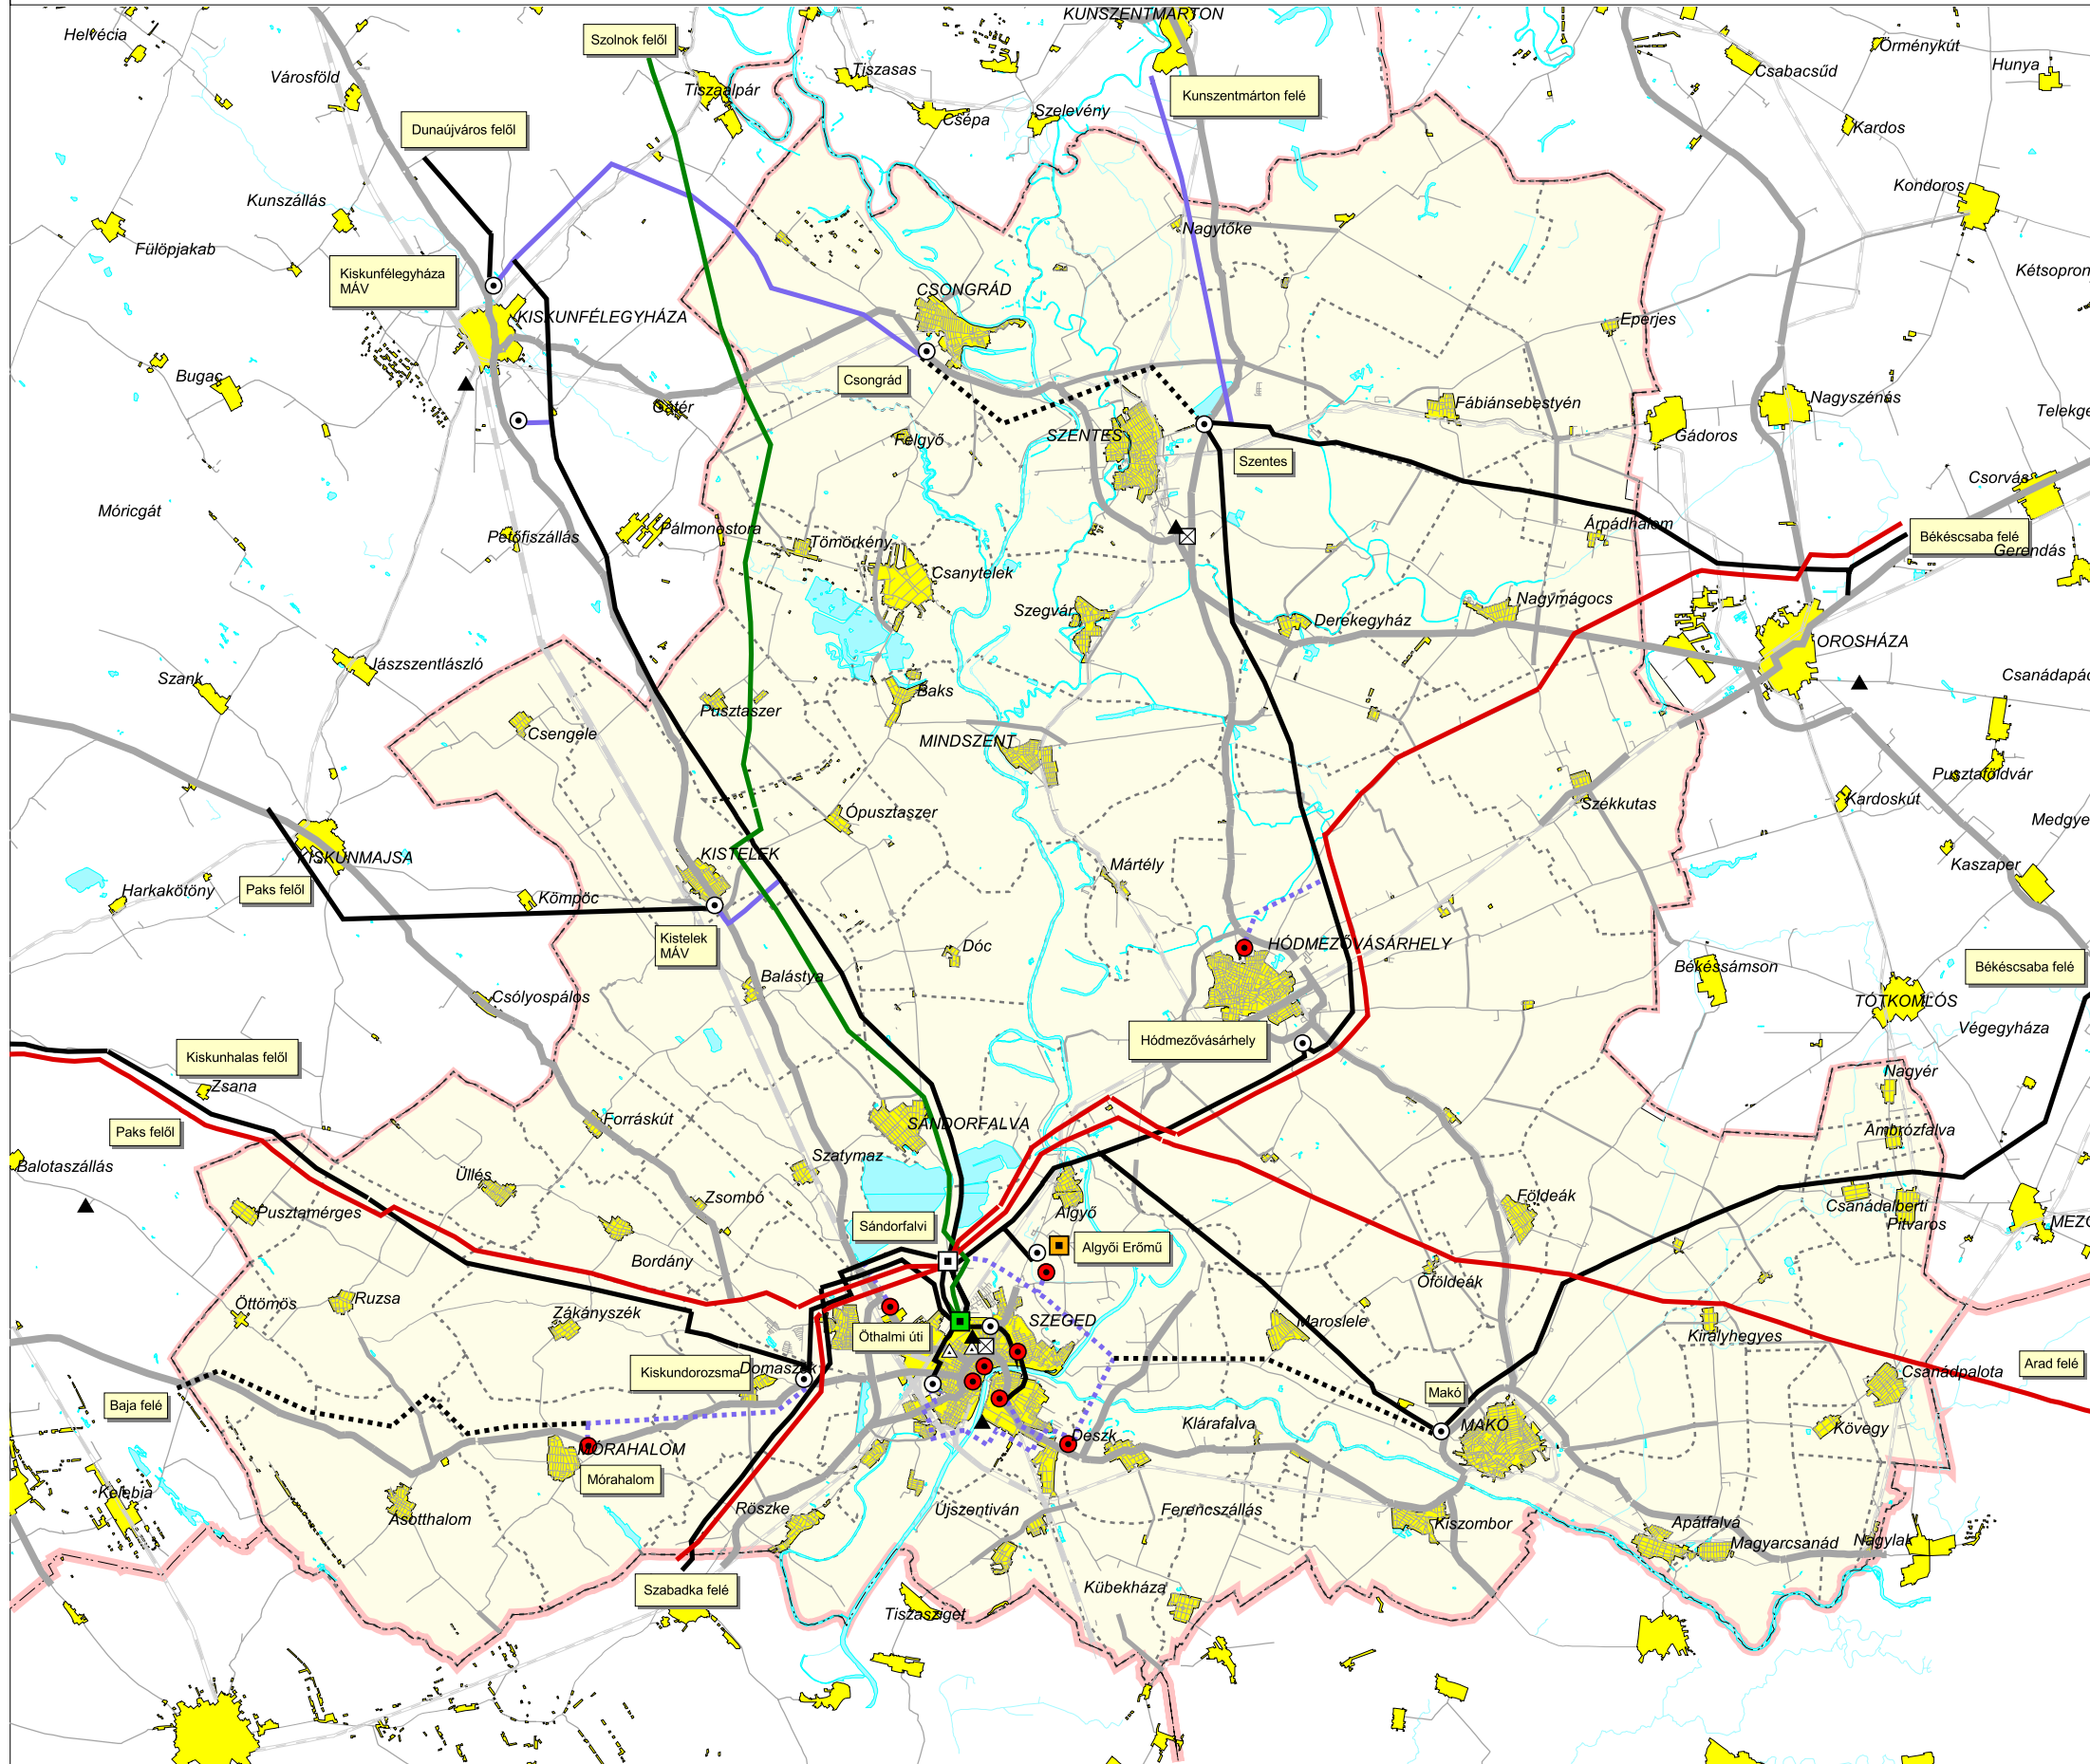 Helvécia
KUNSZENTMÁRTON
Szolnok felől
Örménykút
Városföld
Tiszasas
Csabacsűd
Hunya
Tiszaalpár
Kunszentmárton felé
Csépa
Szelevény
Dunaújváros felől
Kardos
Kondoros
Kunszállás
Nagytőke
Fülöpjakab
Kiskunfélegyháza
MÁV
Kétsopron
CSONGRÁD
KISKUNFÉLEGYHÁZA
Eperjes
Bugac
Csongrád
Gátér
Fábiánsebestyén
Nagyszénás
Telekge
Felgyő
SZENTES
Gádoros
Szentes
Csorvás
Móricgát
Petőfiszállás
Pálmonostora
Tömörkény
Árpádhalom
Békéscsaba felé
Gerendás
Csanytelek
Szegvár
Nagymágocs
Derekegyház
OROSHÁZA
Jászszentlászló
Szank
Csanádapác
Baks
Pusztaszer
Csengele
MINDSZENT
Pusztaföldvár
Székkutas
Kardoskút
Ópusztaszer
Medgye
KISKUNMAJSA
KISTELEK
Mártély
Kaszaper
Paks felől
Harkakötöny
Kömpöc
Kistelek
MÁV
Dóc
HÓDMEZŐVÁSÁRHELY
Balástya
Békéssámson
Békéscsaba felé
Csólyospálos
TÓTKOMLÓS
Végegyháza
Hódmezővásárhely
Kiskunhalas felől
Zsana
Nagyér
Forráskút
SÁNDORFALVA
Paks felől
Ambrózfalva
Balotaszállás
Szatymaz
Üllés
Zsombó
Földeák
Csanádalberti
Pitvaros
Pusztamérges
Algyő
MEZŐ
Sándorfalvi
Algyői Erőmű
Bordány
Óföldeák
Öttömös
Ruzsa
Zákányszék
SZEGED
Maroslele
Királyhegyes
Öthalmi úti
Kiskundorozsma
Domaszék
Csanádpalota
Arad felé
Makó
Baja felé
Klárafalva
MAKÓ
Deszk
Kövegy
MÓRAHALOM
Mórahalom
Kelebia
Röszke
Újszentiván
Ferencszállás
Ásotthalom
Kiszombor
Apátfalva
Magyarcsanád
Nagylak
Szabadka felé
Kübekháza
Tiszasziget